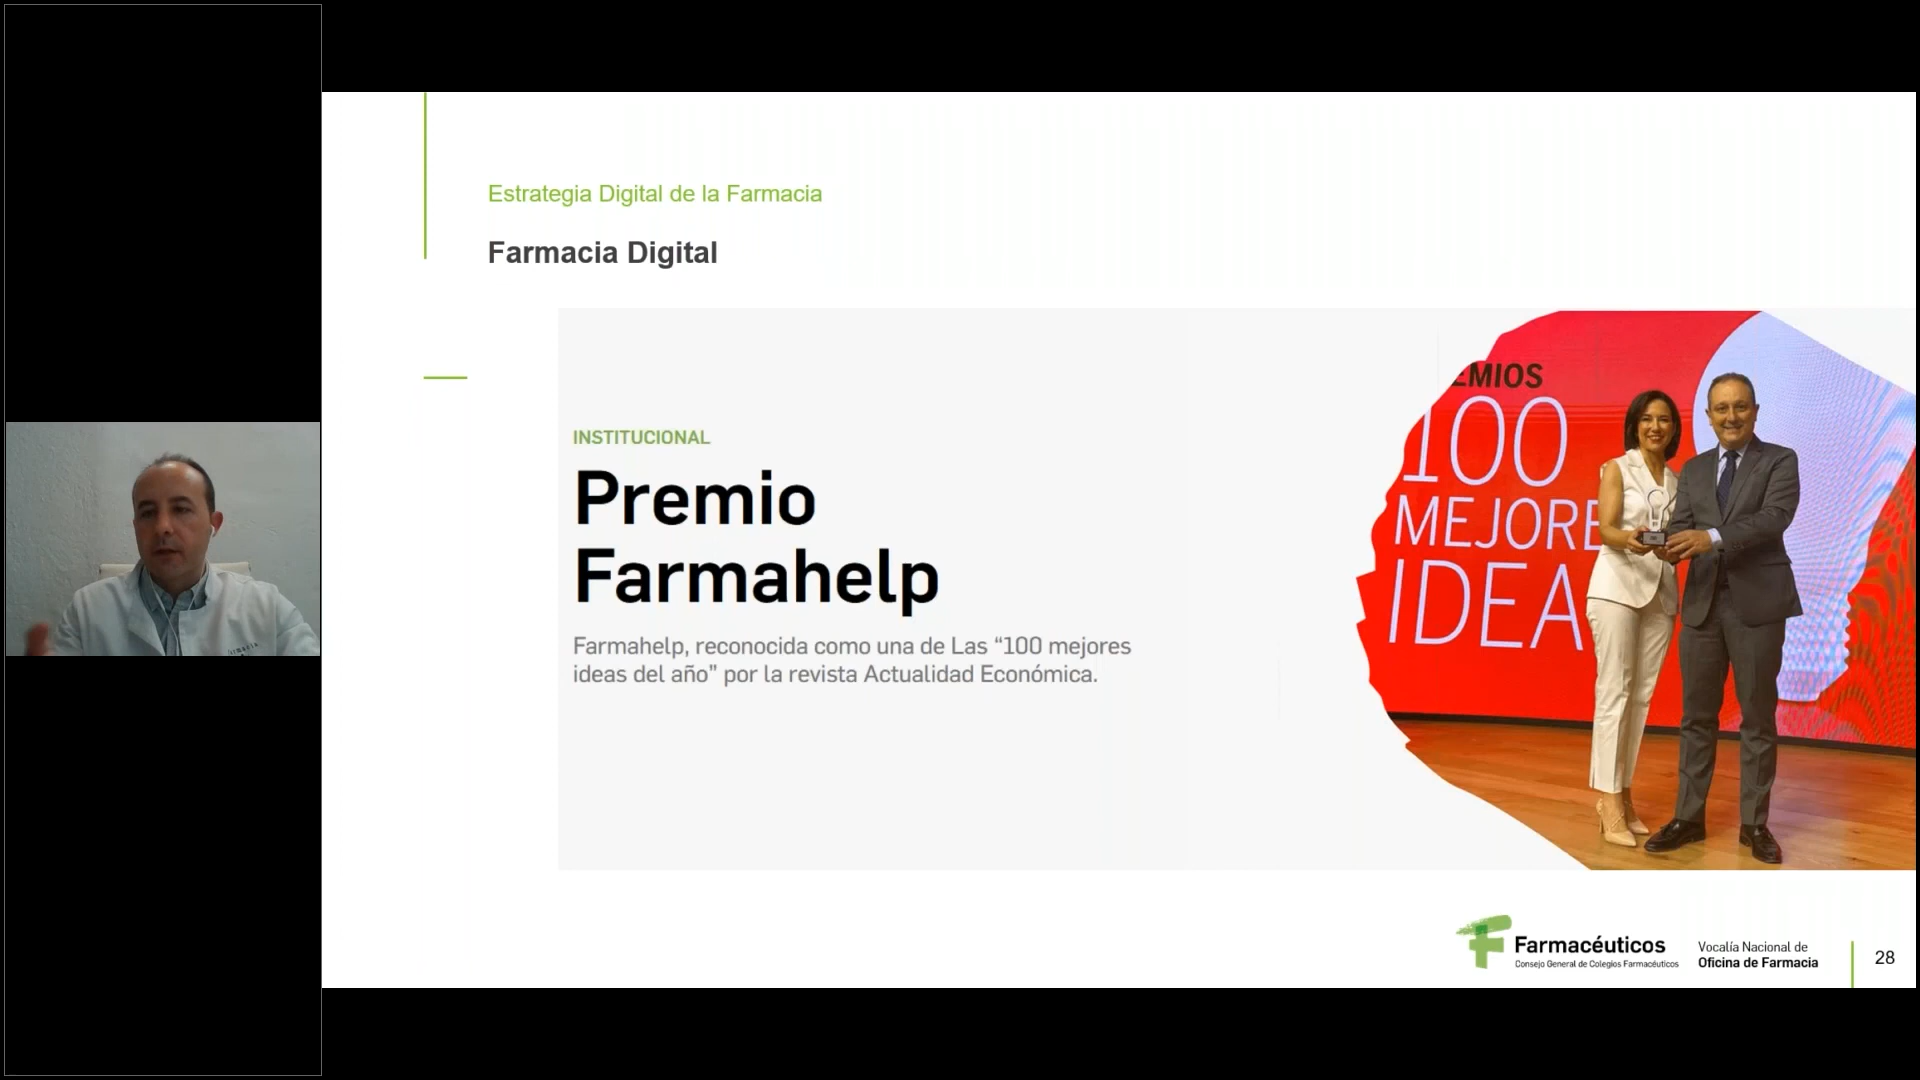 Estrategia Digital de la Farmacia
Farmacia Digital
INSTITUCIONAL
Premio
Farmahelp
Farmahelp, reconocida como una de Las “100 mejores
ideas del año” por la revista Actualidad Económica.
EMIOS
100
MEJORE
IDEA
Farmacéuticos
Consejo General de Colegios Farmacéuticos
Vocalía Nacional de
Oficina de Farmacia
28